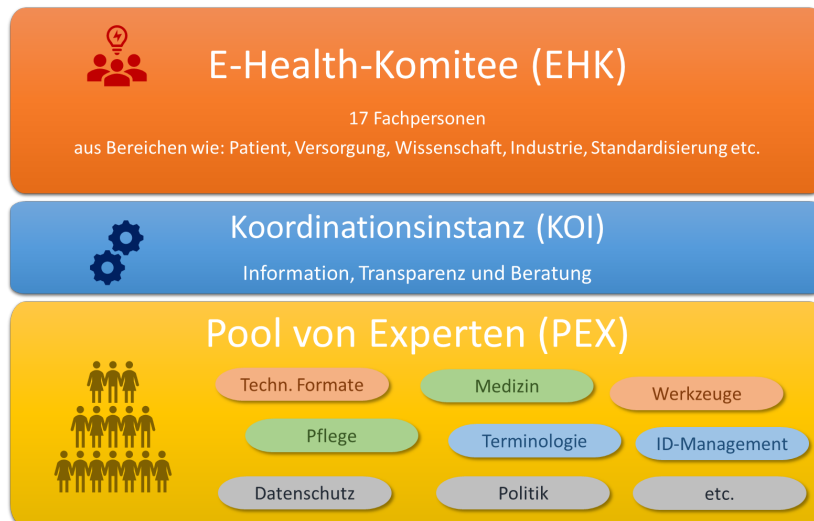 E-Health-Komitee (EHK)
17 Fachpersonen
aus Bereichen wie: Patient, Versorgung, Wissenschaft, Industrie, Standardisierung etc.
Koordinationsinstanz (KOI)
Information, Transparenz und Beratung
Pool von Experten (PEX)
Techn. Formate
Medizin
Werkzeuge
Pflege
Terminologie
ID-Management
Datenschutz
Politik
etc.